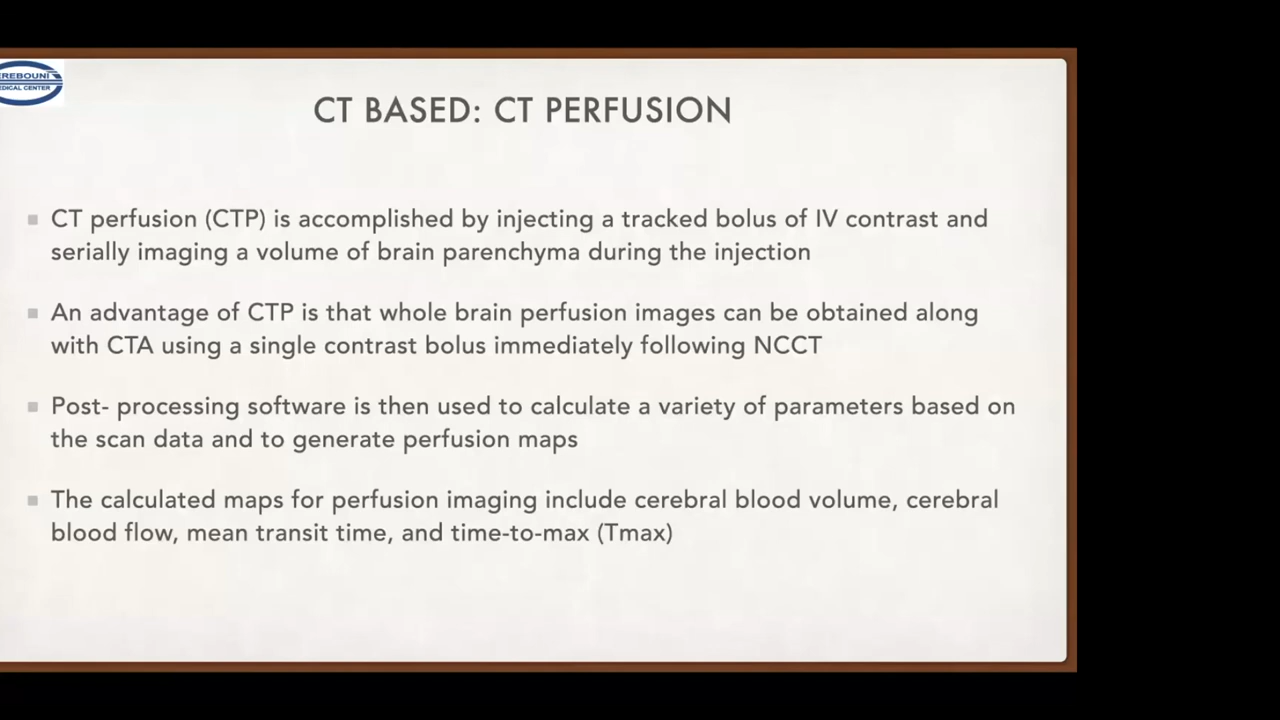 EREBOUNI
EDICAL CENTER
CT BASED: CT PERFUSION
CT perfusion (CTP) is accomplished by injecting a tracked bolus of IV contrast and
serially imaging a volume of brain parenchyma during the injection
An advantage of CTP is that whole brain perfusion images can be obtained along
with CTA using a single contrast bolus immediately following NCCT
Post- processing software is then used to calculate a variety of parameters based on
the scan data and to generate perfusion maps
The calculated maps for perfusion imaging include cerebral blood volume, cerebral
blood flow, mean transit time, and time-to-max (Tmax)